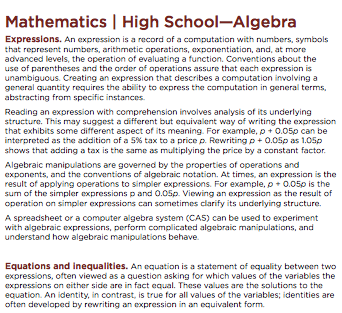 Mathematics | High School—Algebra
Expressions. An expression is a record of a computation with numbers, symbols
that represent numbers, arithmetic operations, exponentiation, and, at more
advanced levels, the operation of evaluating a function. Conventions about the
use of parentheses and the order of operations assure that each expression is
unambiguous. Creating an expression that describes a computation involving a
general quantity requires the ability to express the computation in general terms,
abstracting from specific instances.
Reading an expression with comprehension involves analysis of its underlying
structure. This may suggest a different but equivalent way of writing the expression
that exhibits some different aspect of its meaning. For example, p + 0.05p can be
interpreted as the addition of a 5% tax to a price p. Rewriting p + 0.05p as 1.05p
shows that adding a tax is the same as multiplying the price by a constant factor.
Algebraic manipulations are governed by the properties of operations and
exponents, and the conventions of algebraic notation. At times, an expression is the
result of applying operations to simpler expressions. For example, p + 0.05p is the
sum of the simpler expressions p and 0.05p. Viewing an expression as the result of
operation on simpler expressions can sometimes clarify its underlying structure.
A spreadsheet or a computer algebra system (CAS) can be used to experiment
with algebraic expressions, perform complicated algebraic manipulations, and
understand how algebraic manipulations behave.
Equations and inequalities. An equation is a statement of equality between two
expressions, often viewed as a question asking for which values of the variables the
expressions on either side are in fact equal. These values are the solutions to the
equation. An identity, in contrast, is true for all values of the variables; identities are
often developed by rewriting an expression in an equivalent form.